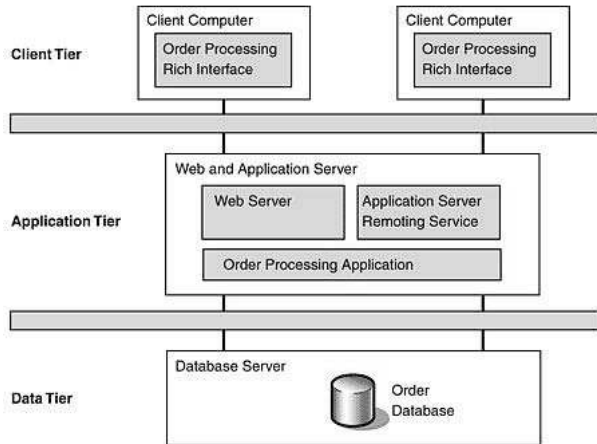 Client Computer
Client Computer
Client Tier
Order Processing
Rich Interface
Order Processing
Rich Interface
Web and Application Server
Web Server
Application Server
Remoting Service
Application Tier
Order Processing Application
Database Server
Data Tier
Order
Database